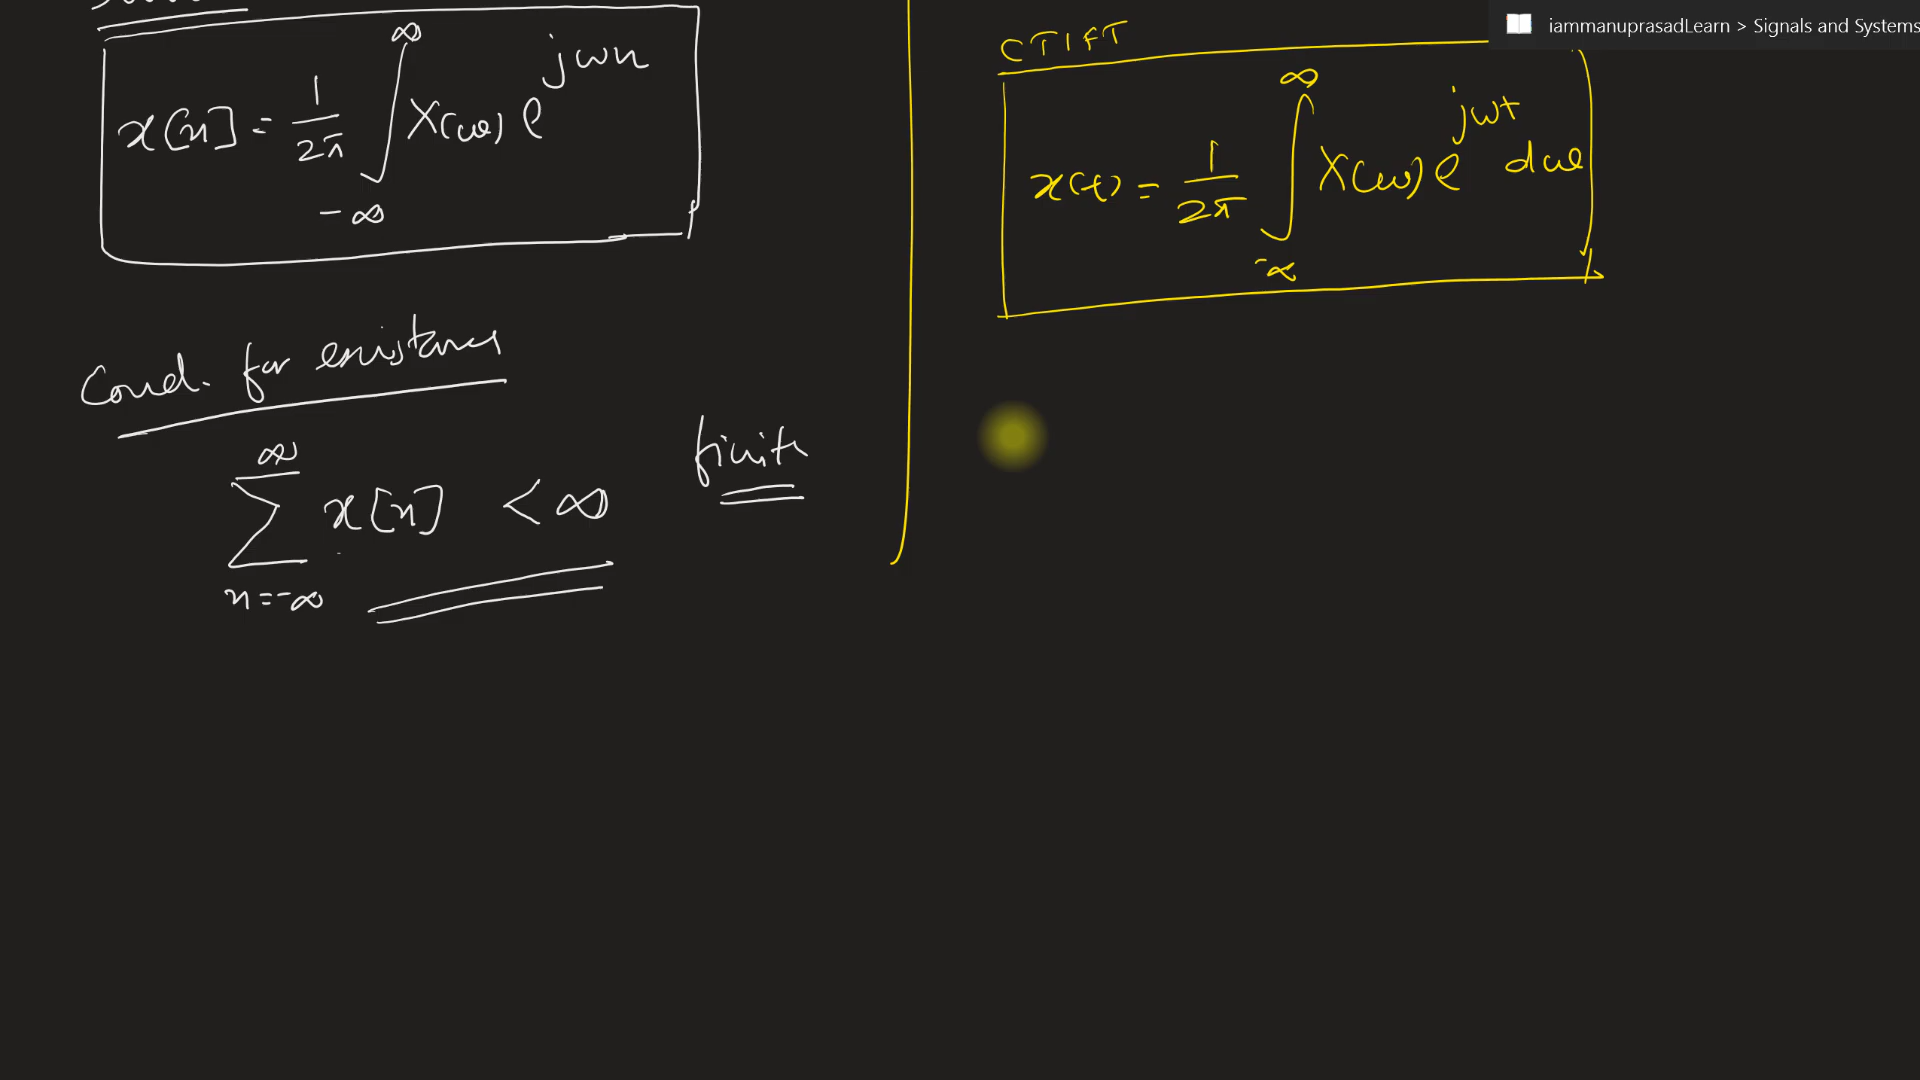 iammanuprasadLearn > Signals and Systems
x[n] = 1/2π ∫_{-∞}^{∞} X(ω) e^{jωn}
Cond. for existance
∑_{n=-∞}^{∞} x[n] < ∞ finite
CTIFT
x(t) = 1/2π ∫_{-∞}^{∞} X(ω) e^{jωt} dω